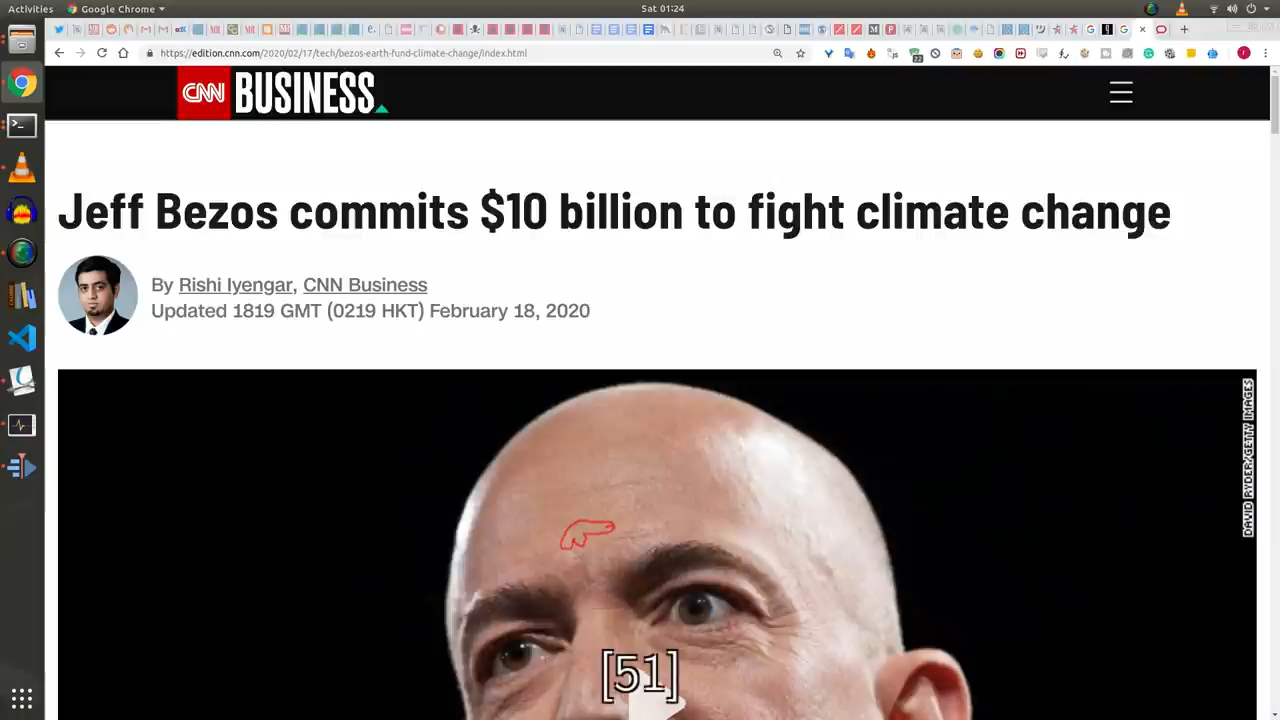 Activities
Google Chrome
Sat 01:24
https://edition.cnn.com/2020/02/17/tech/bezos-earth-fund-climate-change/index.html
CNN BUSINESS
Jeff Bezos commits $10 billion to fight climate change
By Rishi Iyengar, CNN Business
Updated 1819 GMT (0219 HKT) February 18, 2020
DAVID RYDER/GETTY IMAGES
[51]